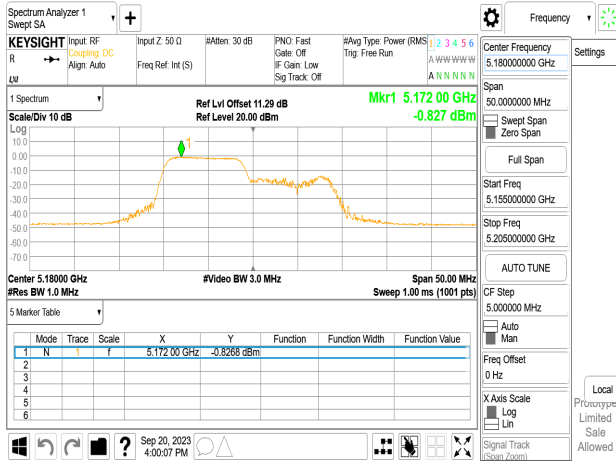 Spectrum Analyzer 1
Swept SA
Frequency
KEYSIGHT
R
Input: RF
Coupling: DC
Align: Auto
Input Z: 50 Ω
Freq Ref: Int (S)
#Atten: 30 dB
PNO: Fast
Gate: Off
IF Gain: Low
Sig Track: Off
#Avg Type: Power (RMS
Trig: Free Run
1 2 3 4 5 6
A W W W W W
A N N N N N
1 Spectrum
Scale/Div 10 dB
Ref Lvl Offset 11.29 dB
Ref Level 20.00 dBm
Mkr1 5.172 00 GHz
-0.827 dBm
Log
10.0
0.00
-10.0
-20.0
-30.0
-40.0
-50.0
-60.0
-70.0
1
Center 5.18000 GHz
#Video BW 3.0 MHz
Span 50.00 MHz
#Res BW 1.0 MHz
Sweep 1.00 ms (1001 pts)
5 Marker Table
Mode Trace Scale X Y Function Function Width Function Value
1 N 1 f 5.172 00 GHz -0.8268 dBm
2
3
4
5
6
Sep 20, 2023
4:00:07 PM
Center Frequency
5.180000000 GHz
Settings
Span
50.0000000 MHz
Swept Span
Zero Span
Full Span
Start Freq
5.155000000 GHz
Stop Freq
5.205000000 GHz
AUTO TUNE
CF Step
5.000000 MHz
Auto
Man
Freq Offset
0 Hz
X Axis Scale
Log
Lin
Signal Track
(Span Zoom)
Local
Prototype
Limited
Sale
Allowed